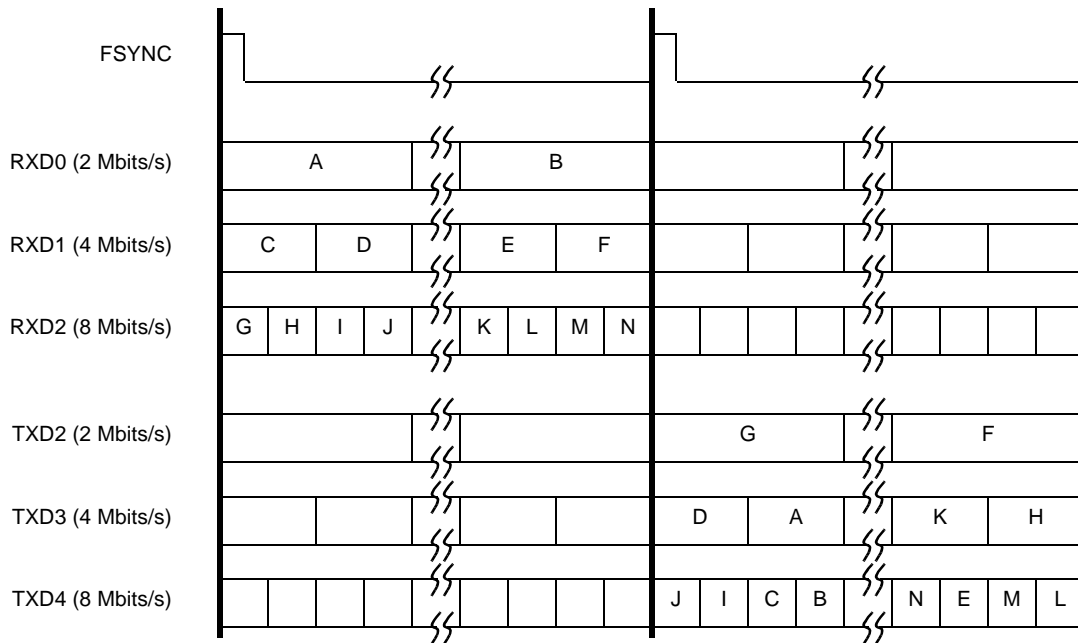 FSYNC
RXD0 (2 Mbits/s) A B
RXD1 (4 Mbits/s) C D E F
RXD2 (8 Mbits/s) G H I J K L M N
TXD2 (2 Mbits/s) G F
TXD3 (4 Mbits/s) D A K H
TXD4 (8 Mbits/s) J I C B N E M L